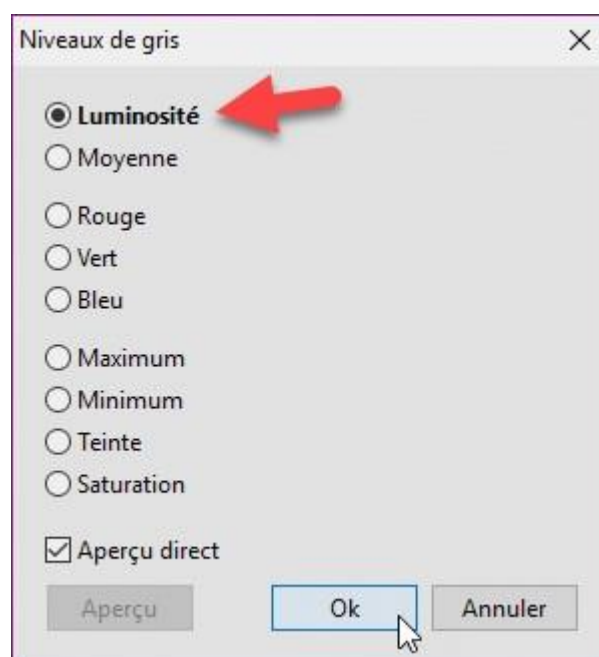 Niveaux de gris
Luminosité
Moyenne
Rouge
Vert
Bleu
Maximum
Minimum
Teinte
Saturation
Aperçu direct
Aperçu
Ok
Annuler